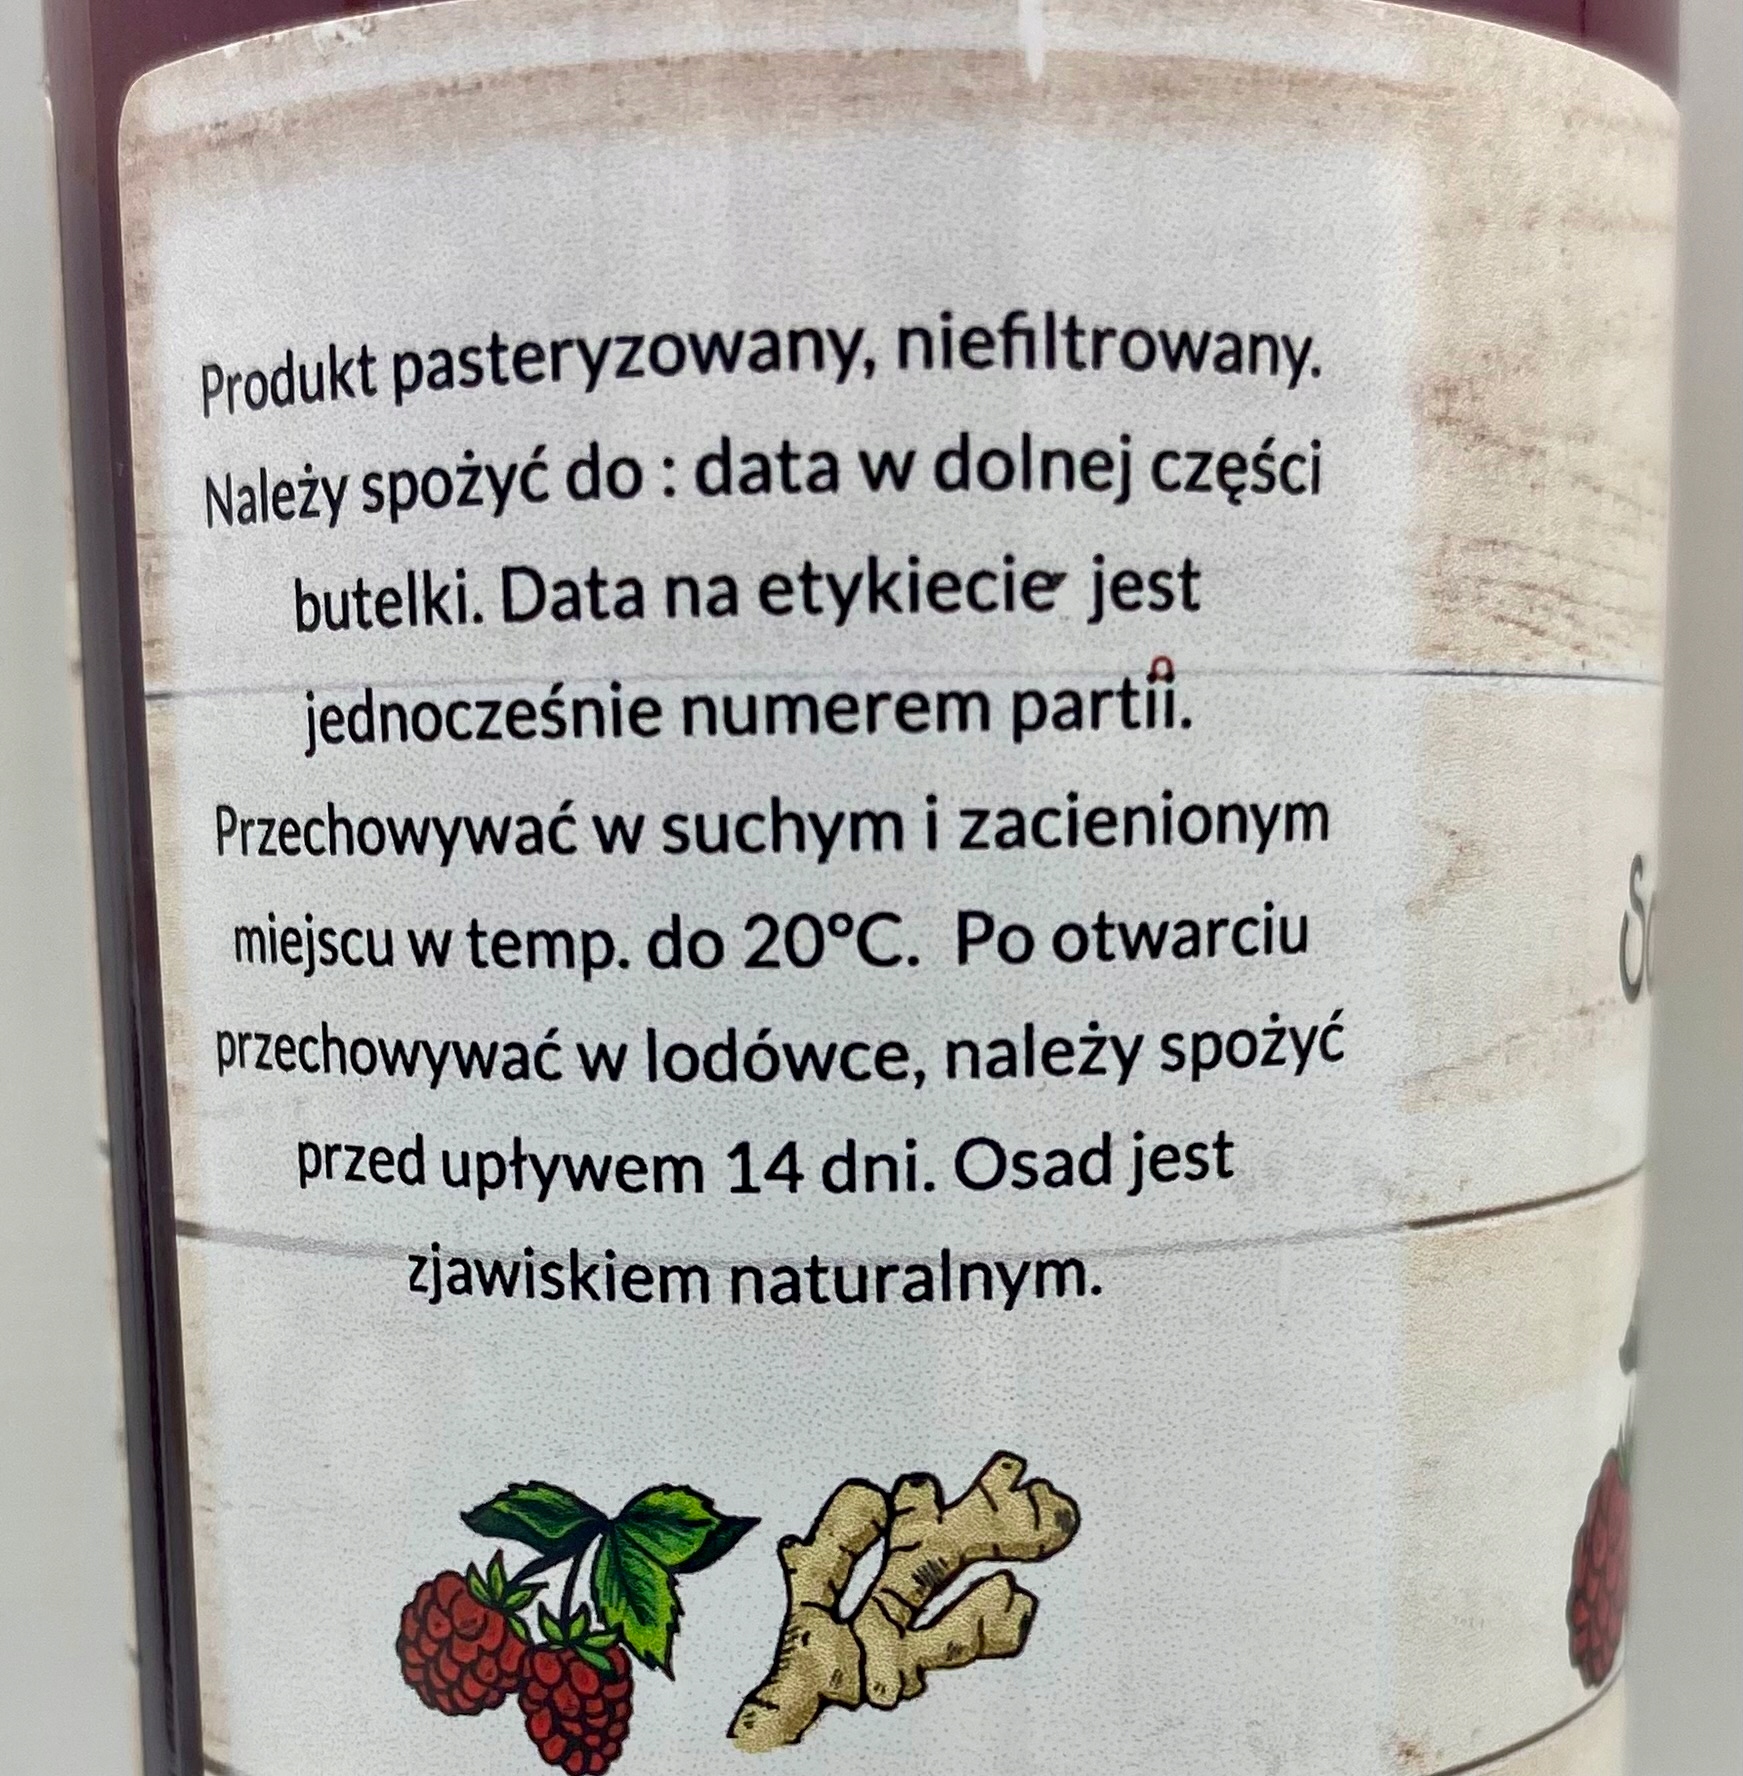 Produkt pasteryzowany, niefiltrowany.
Należy spożyć do : data w dolnej części
butelki. Data na etykiecie jest
jednocześnie numerem partii.
Przechowywać w suchym i zacienionym
miejscu w temp. do 20°C. Po otwarciu
przechowywać w lodówce, należy spożyć
przed upływem 14 dni. Osad jest
zjawiskiem naturalnym.